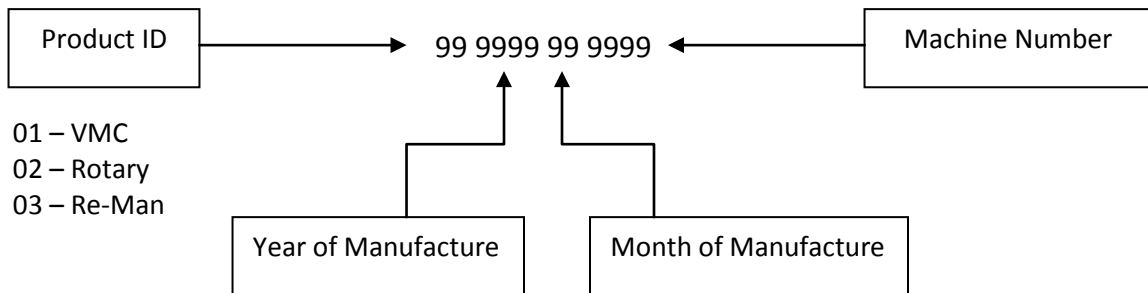 Product ID
99 9999 99 9999
Machine Number
01 – VMC
02 – Rotary
03 – Re-Man
Year of Manufacture
Month of Manufacture